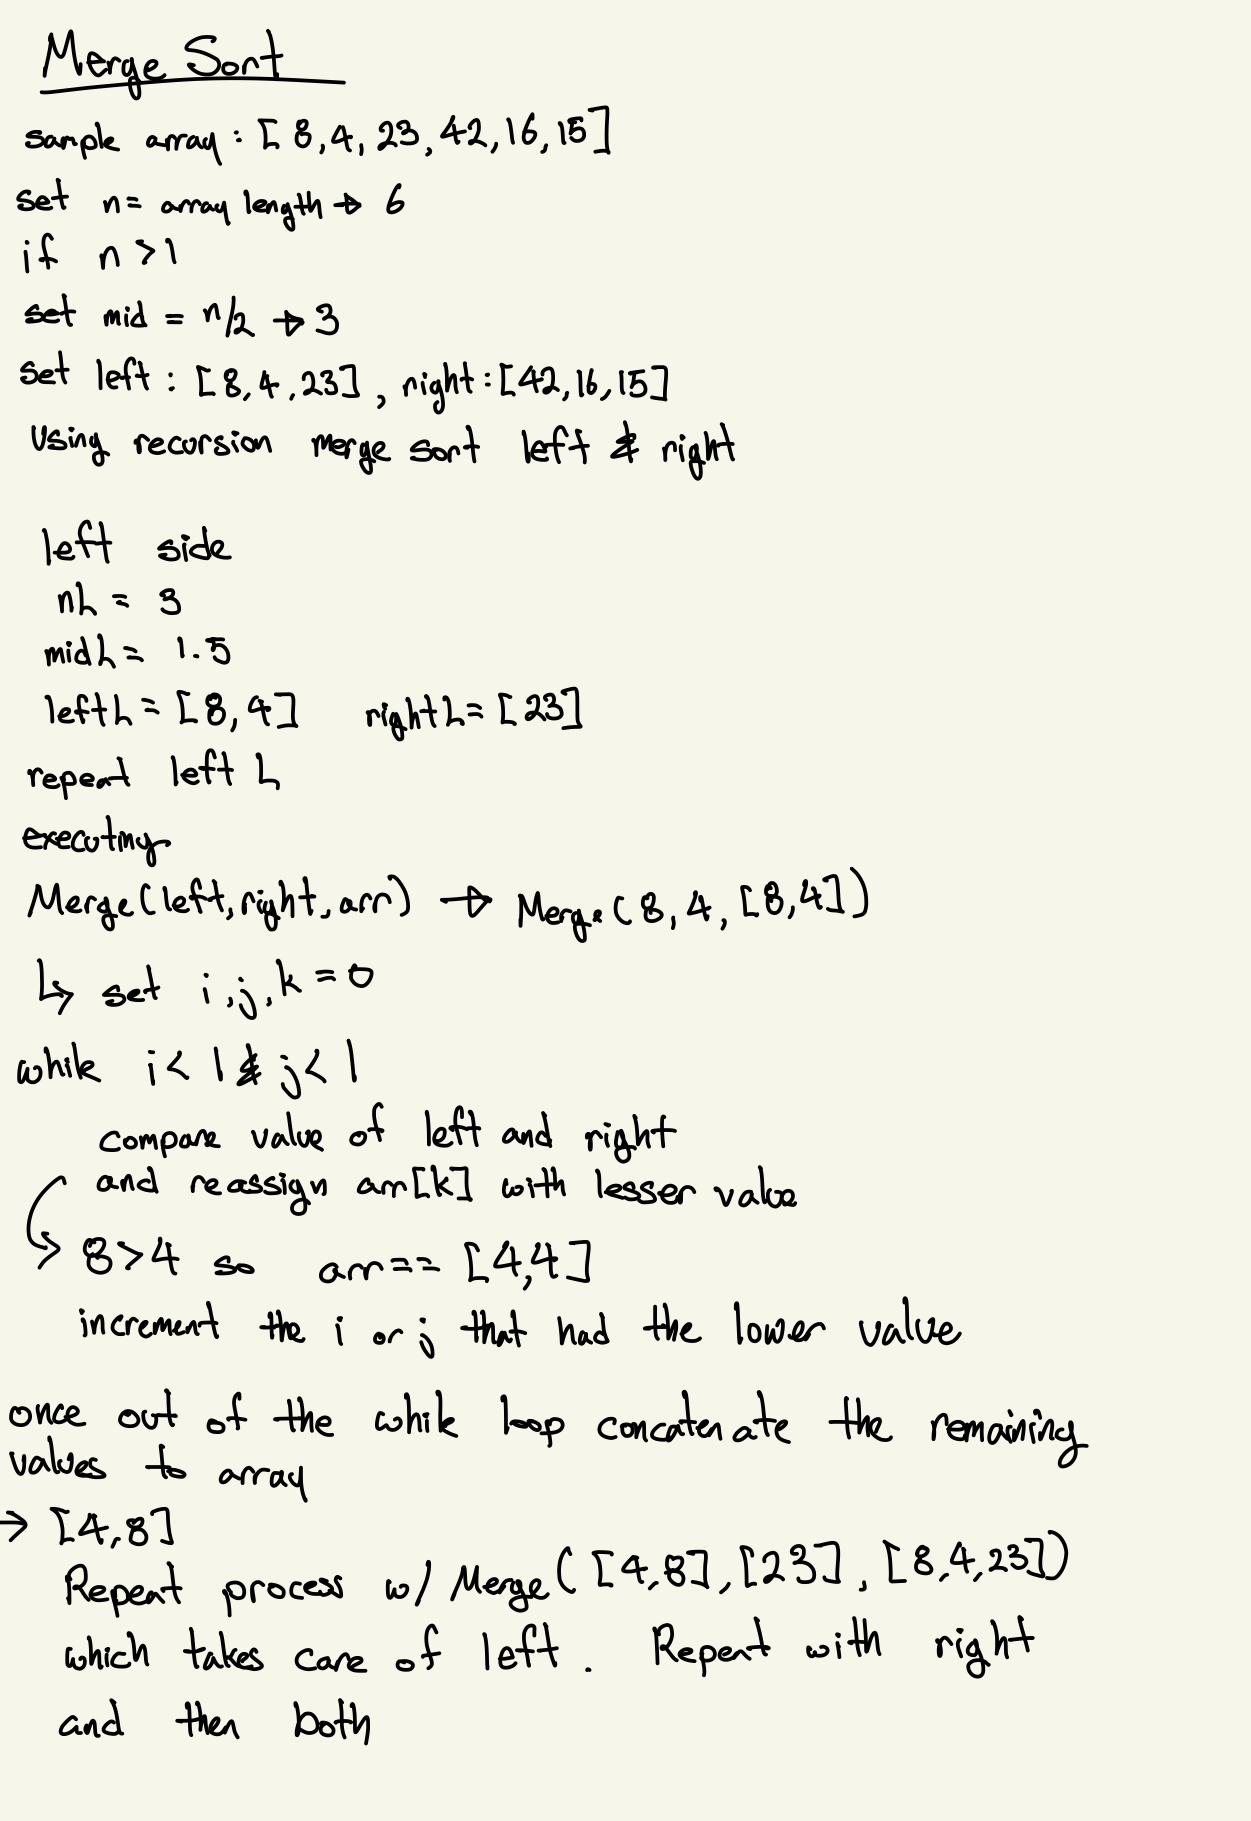 Merge Sort
sample array : [ 8, 4, 23, 42, 16, 15 ]
set n = array length → 6
if n > 1
set mid = n/2 → 3
set left : [ 8, 4, 23 ] , right : [42, 16, 15]
Using recursion merge sort left & right
left side
nL = 3
midL = 1.5
leftL = [8, 4] rightL = [23]
repeat left L
executing
Merge(left, right, arr) → Merge( 8, 4, [8,4])
↳ set i, j, k = 0
while i < 1 & j < 1
compare value of left and right
and reassign arr[k] with lesser value
8 > 4 so arr == [4,4]
increment the i or j that had the lower value
once out of the while loop concatenate the remaining
values to array
→ [4,8]
Repeat process w/ Merge( [4,8], [23], [8,4,23])
which takes care of left. Repeat with right
and then both